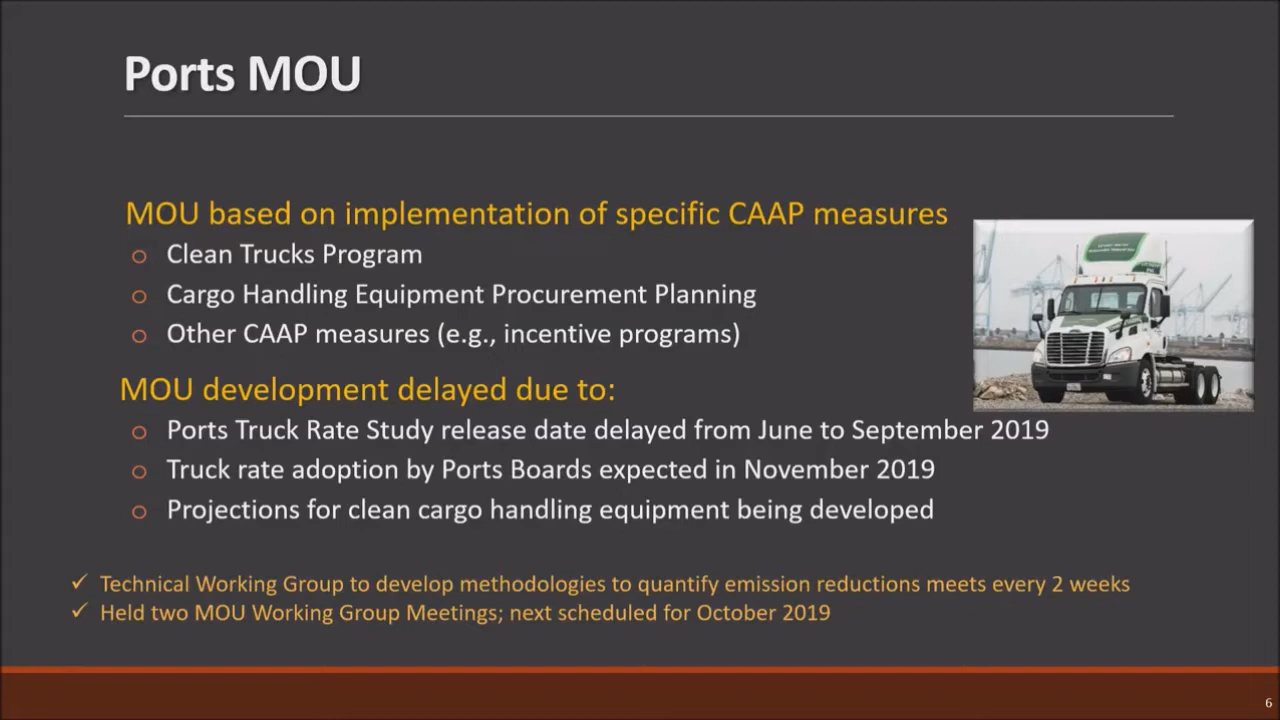 Ports MOU
MOU based on implementation of specific CAAP measures
o Clean Trucks Program
o Cargo Handling Equipment Procurement Planning
o Other CAAP measures (e.g., incentive programs)
MOU development delayed due to:
o Ports Truck Rate Study release date delayed from June to September 2019
o Truck rate adoption by Ports Boards expected in November 2019
o Projections for clean cargo handling equipment being developed
✓ Technical Working Group to develop methodologies to quantify emission reductions meets every 2 weeks
✓ Held two MOU Working Group Meetings; next scheduled for October 2019
6